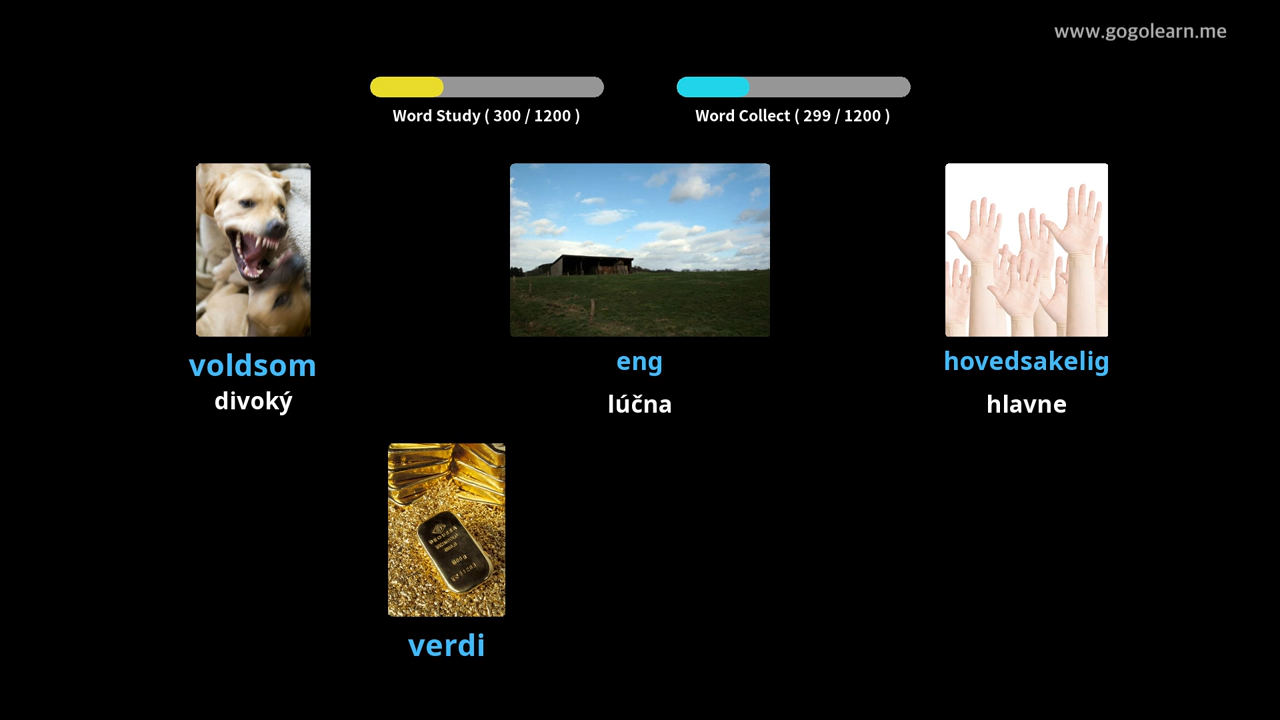 www.gogolearn.me
Word Study ( 300 / 1200 )
Word Collect ( 299 / 1200 )
voldsom
divoký
eng
lúčna
hovedsakelig
hlavne
verdi